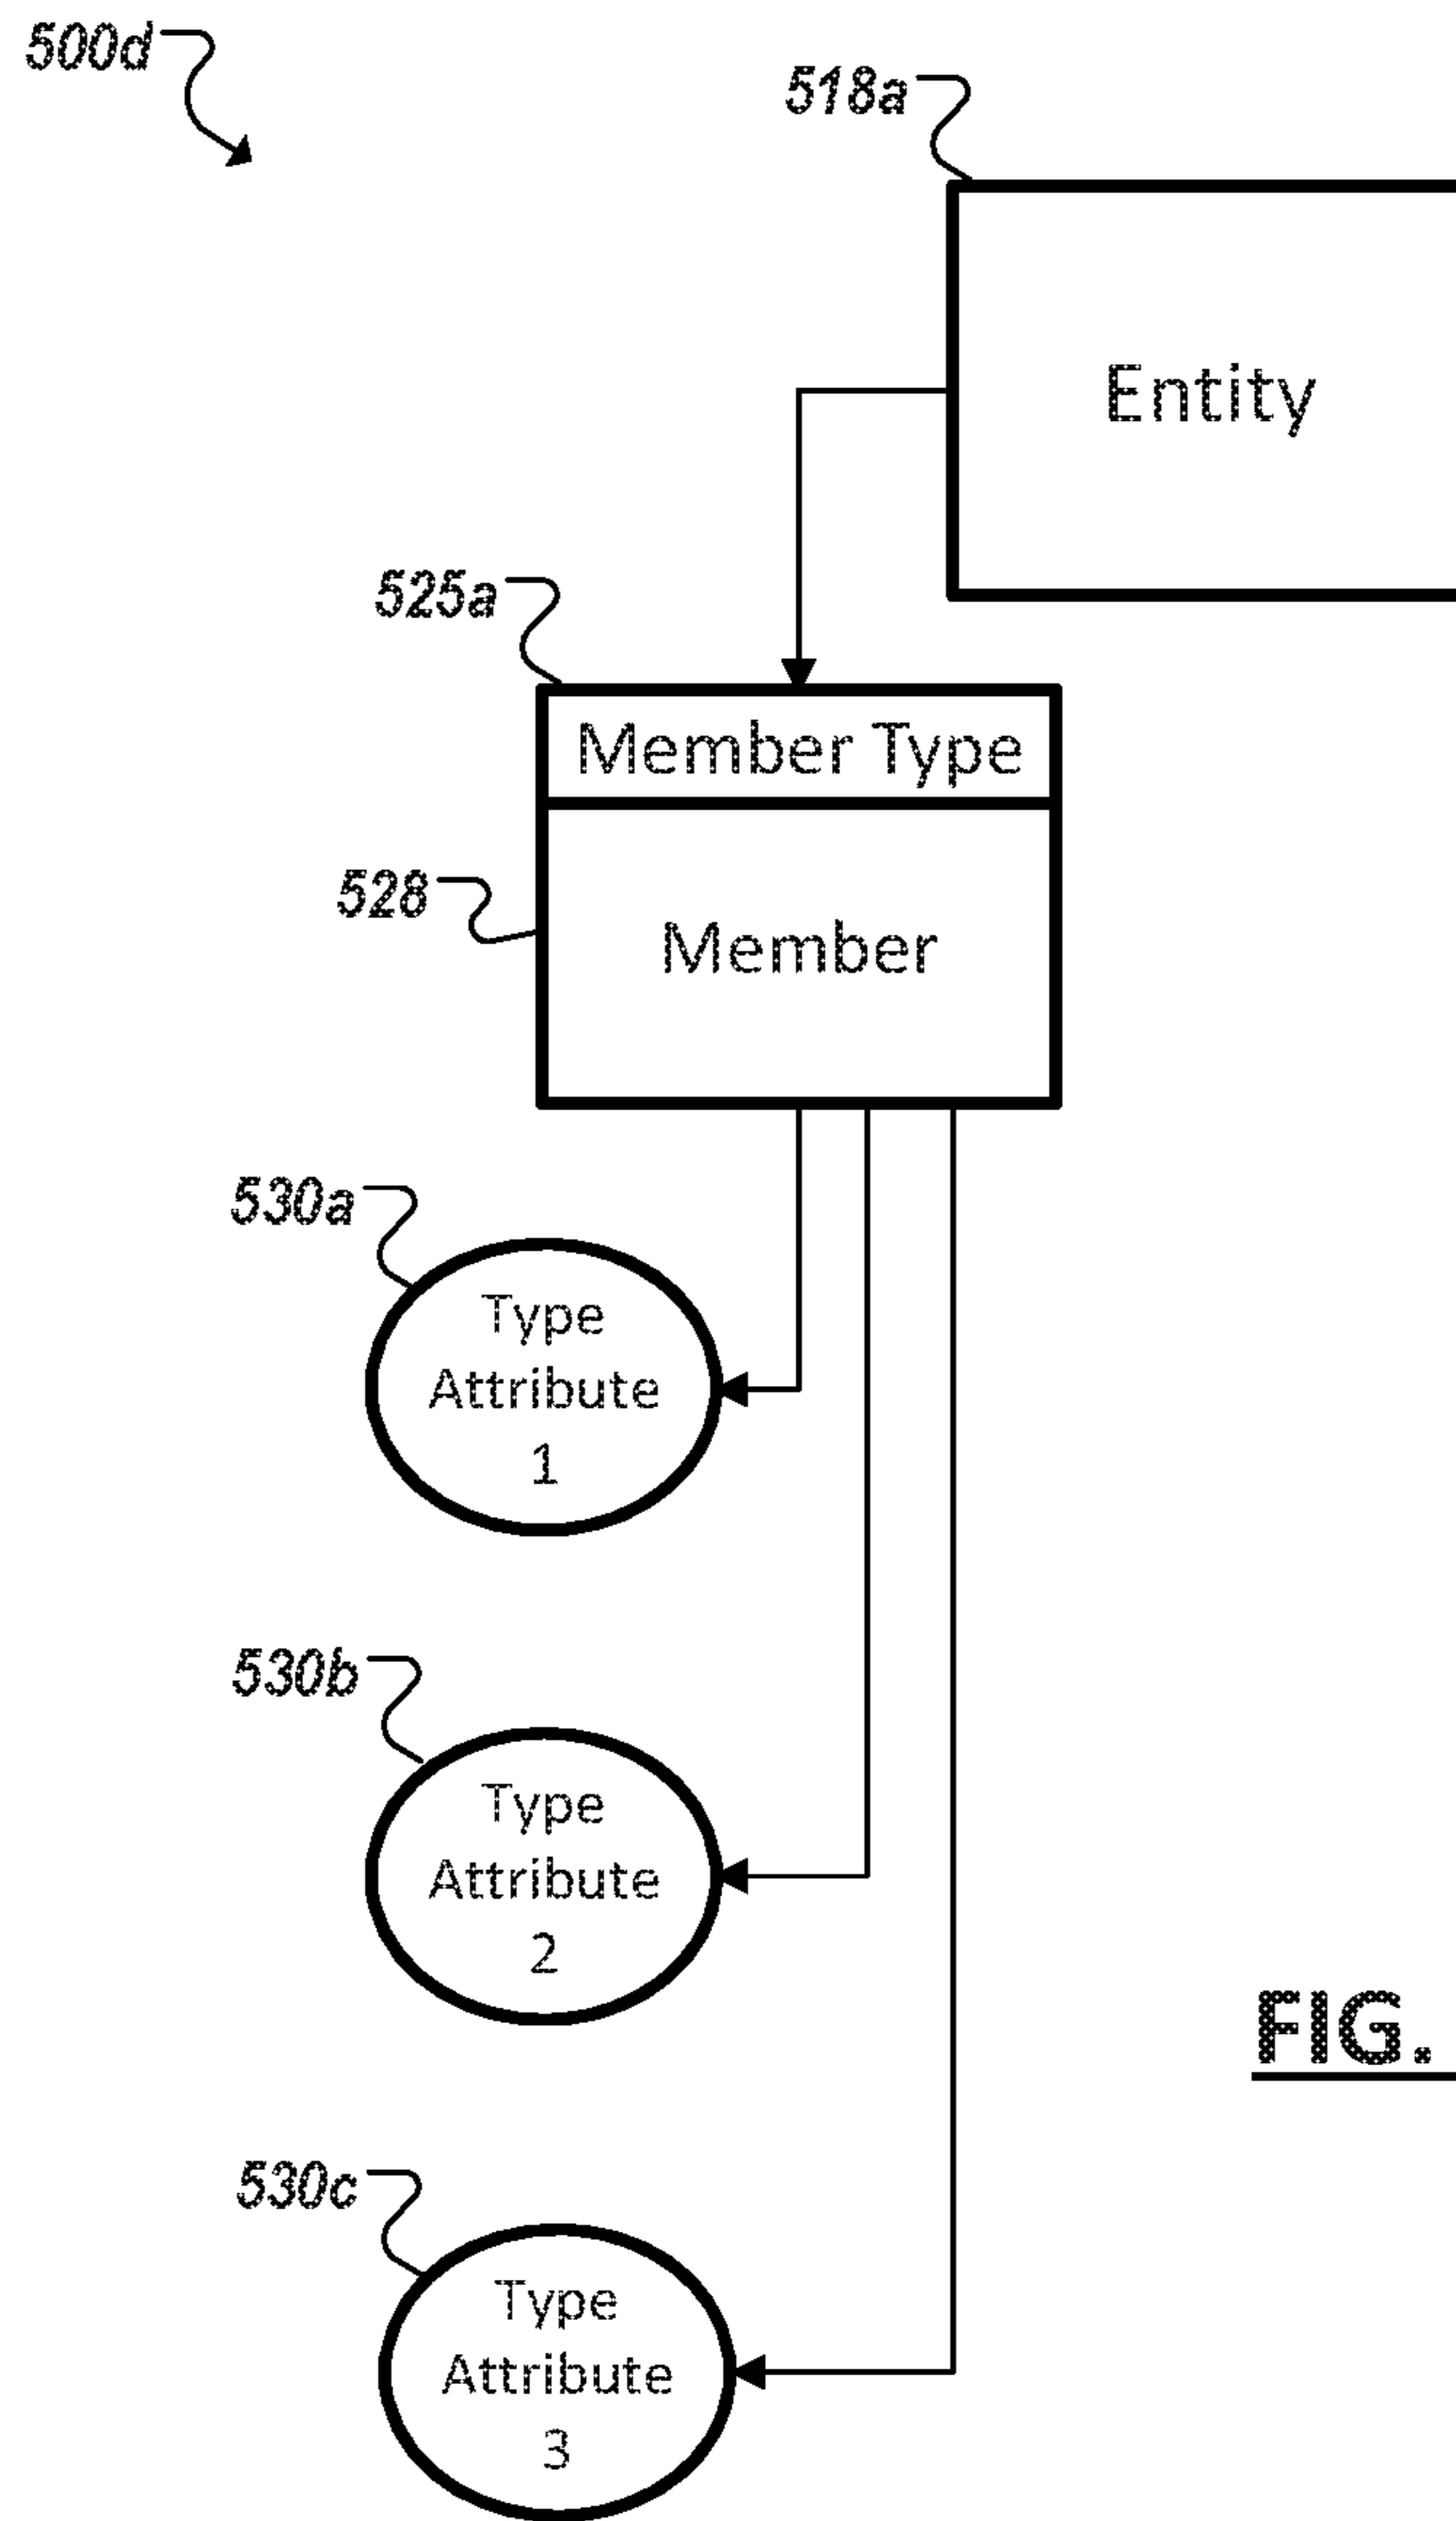 500d
518a
Entity
525a
Member Type
528
Member
530a
Type
Attribute
1
530b
Type
Attribute
2
FIG.
530c
Type
Attribute
3